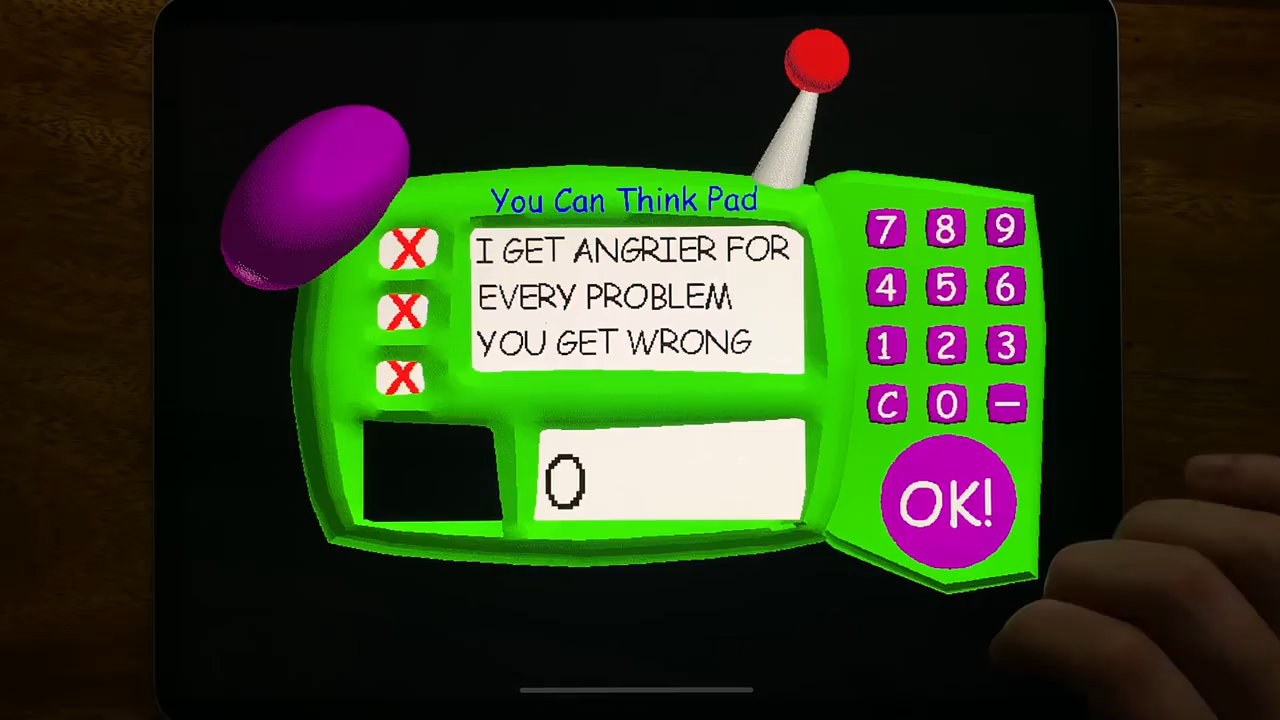 You Can Think Pad
X
X
X
I GET ANGRIER FOR
EVERY PROBLEM
YOU GET WRONG
0
7 8 9
4 5 6
1 2 3
C 0 —
OK!